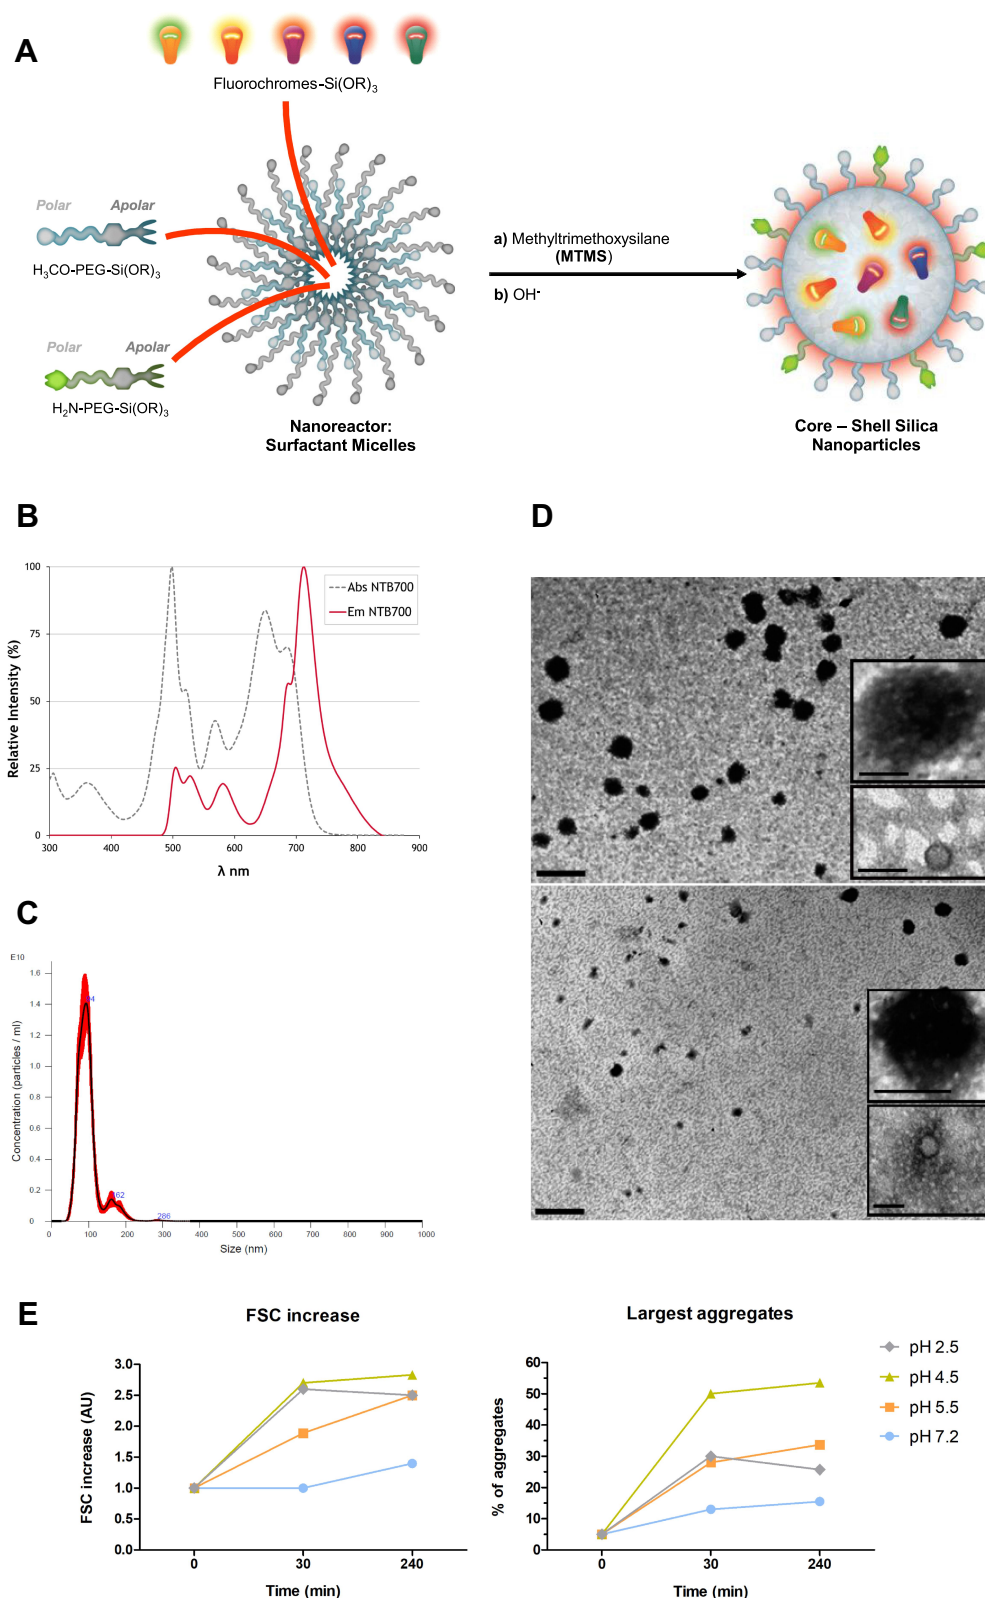 A
Fluorochromes-Si(OR)3
Polar Apolar
H3CO-PEG-Si(OR)3
Polar Apolar
H2N-PEG-Si(OR)3
Nanoreactor:
Surfactant Micelles
a) Methyltrimethoxysilane
(MTMS)
b) OH-
Core – Shell Silica
Nanoparticles
B
Relative Intensity (%)
100
75
50
25
0
300 400 500 600 700 800 900
λ nm
Abs NTB700
Em NTB700
C
E10
Concentration (particles / ml)
1.6
1.4
1.2
1.0
0.8
0.6
0.4
0.2
0
94
162
286
0 100 200 300 400 500 600 700 800 900 1000
Size (nm)
D
E
FSC increase
FSC increase (AU)
3.0
2.5
2.0
1.5
1.0
0.5
0.0
0 30 240
Time (min)
Largest aggregates
% of aggregates
60
50
40
30
20
10
0
0 30 240
Time (min)
pH 2.5
pH 4.5
pH 5.5
pH 7.2